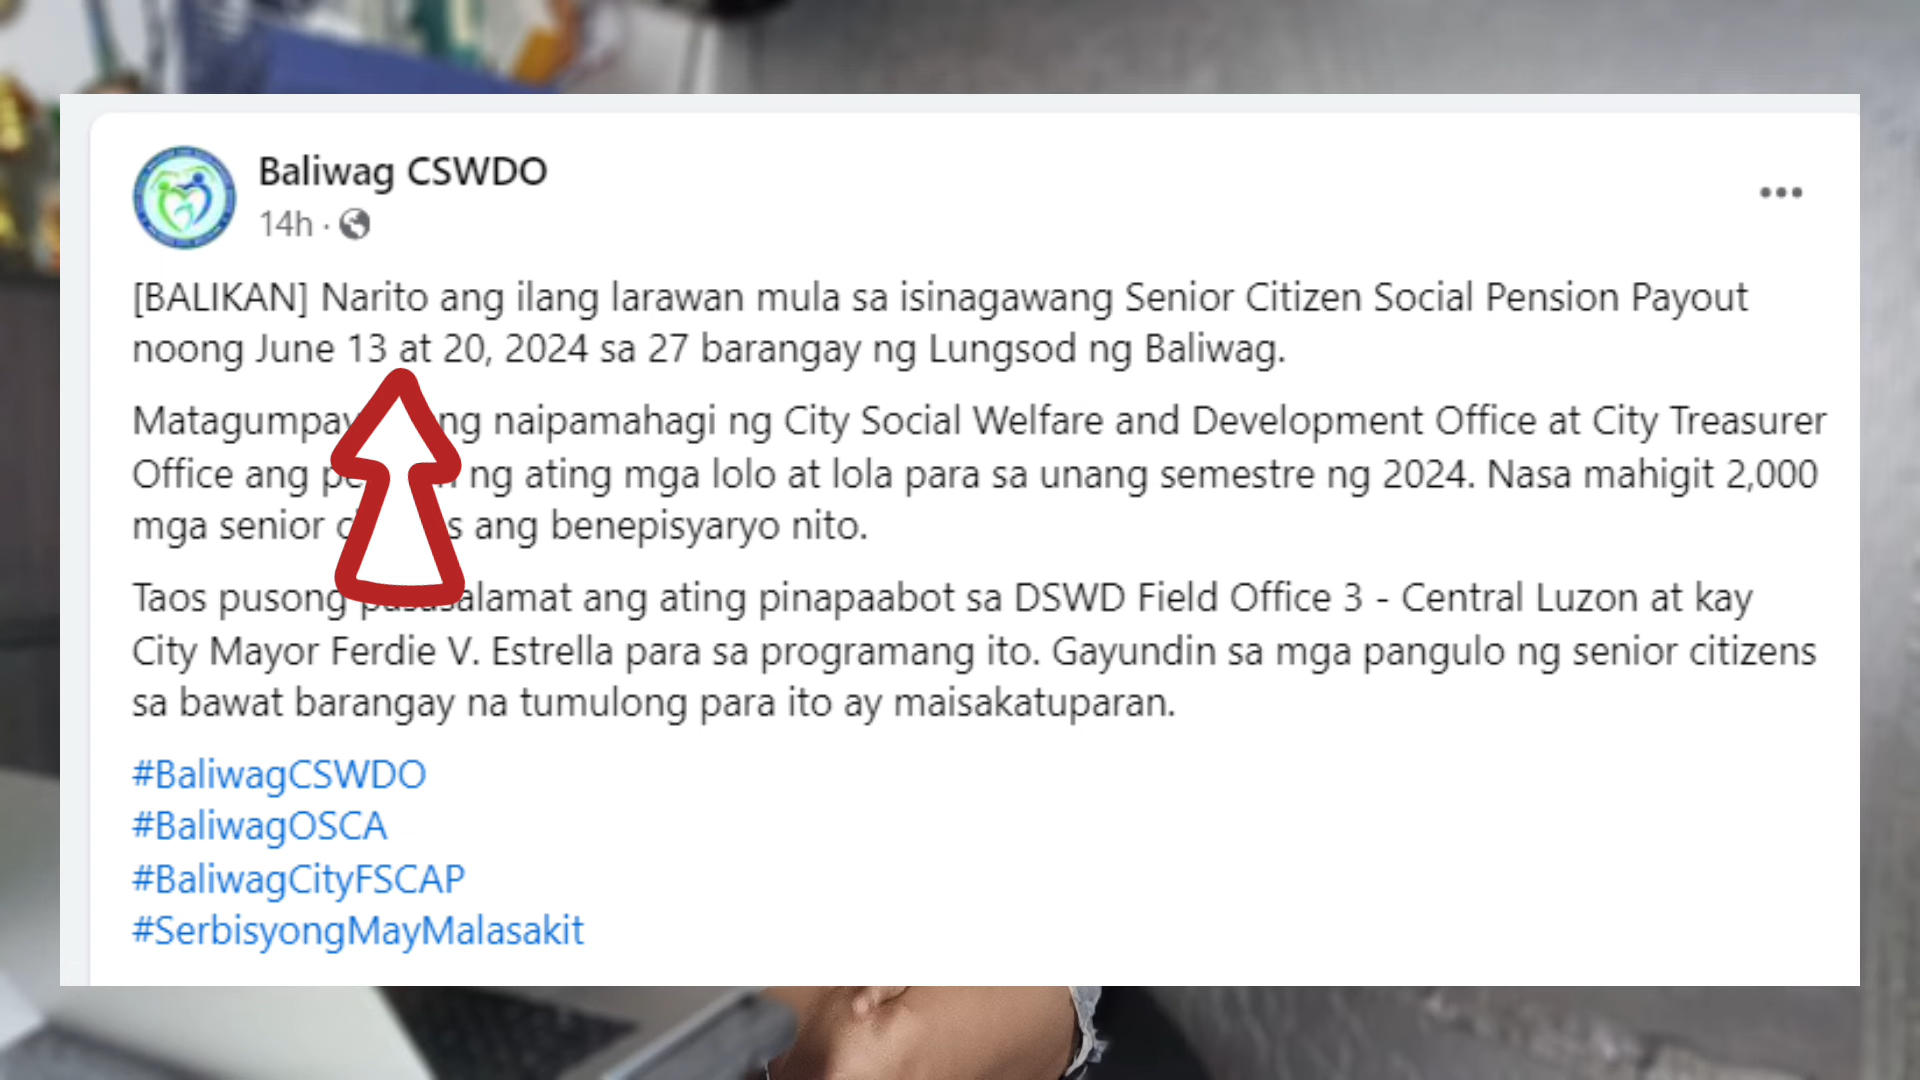 Baliwag CSWDO
14h ·
[BALIKAN] Narito ang ilang larawan mula sa isinagawang Senior Citizen Social Pension Payout
noong June 13 at 20, 2024 sa 27 barangay ng Lungsod ng Baliwag.
naipamahagi ng City Social Welfare and Development Office at City Treasurer
Office ang ng ating mga lolo at lola para sa unang semestre ng 2024. Nasa mahigit 2,000
mga senior ang benepisyaryo nito.
Taos pusong ang ating pinapaabot sa DSWD Field Office 3 - Central Luzon at kay
City Mayor Ferdie V. Estrella para sa programang ito. Gayundin sa mga pangulo ng senior citizens
sa bawat barangay na tumulong para ito ay maisakatuparan.
#BaliwagCSWDO
#BaliwagOSCA
#BaliwagCityFSCAP
#SerbisyongMayMalasakit